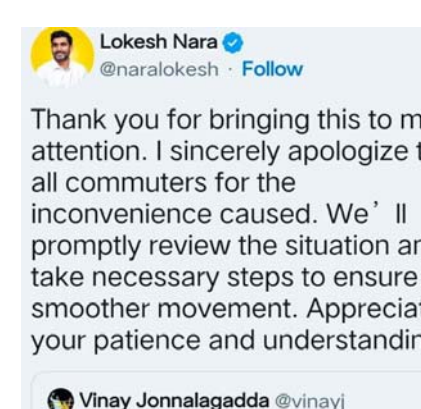 Lokesh Nara
@naralokesh · Follow
Thank you for bringing this to m
attention. I sincerely apologize t
all commuters for the
inconvenience caused. We’ll
promptly review the situation ar
take necessary steps to ensure
smoother movement. Appreciat
your patience and understandin
Vinay Jonnalagadda @vinayj